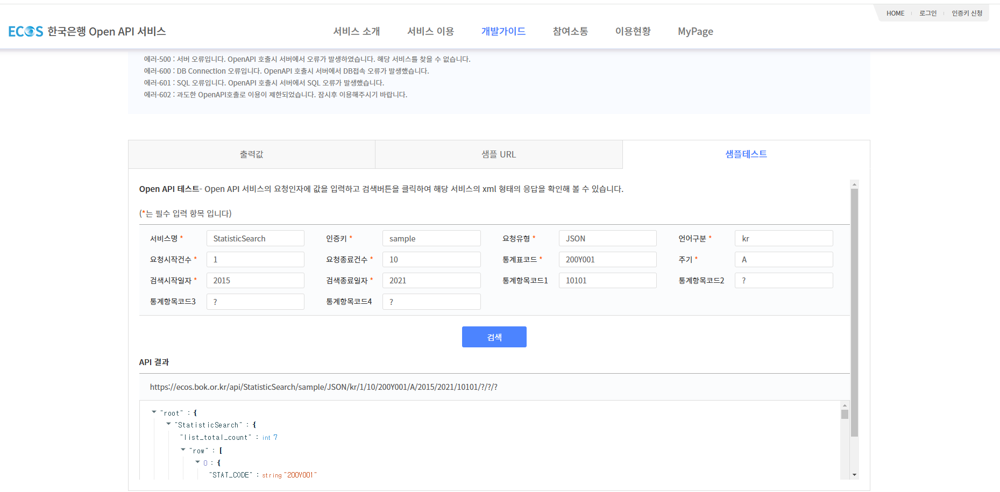 HOME 로그인 인증키 신청
ECOS 한국은행 Open API 서비스 서비스 소개 서비스 이용 개발가이드 참여소통 이용현황 MyPage
에러-500 : 서버 오류입니다. OpenAPI 호출시 서버에서 오류가 발생하였습니다. 해당 서비스를 찾을 수 없습니다.
에러-600 : DB Connection 오류입니다. OpenAPI 호출시 서버에서 DB접속 오류가 발생했습니다.
에러-601 : SQL 오류입니다. OpenAPI 호출시 서버에서 SQL 오류가 발생했습니다.
에러-602 : 과도한 OpenAPI호출로 이용이 제한되었습니다. 잠시후 이용해주시기 바랍니다.
출력값 샘플 URL 샘플테스트
Open API 테스트- Open API 서비스의 요청인자에 값을 입력하고 검색버튼을 클릭하여 해당 서비스의 xml 형태의 응답을 확인해 볼 수 있습니다.
(*는 필수 입력 항목 입니다)
서비스명 * StatisticSearch 인증키 * sample 요청유형 * JSON 언어구분 * kr
요청시작건수 * 1 요청종료건수 * 10 통계표코드 * 200Y001 주기 * A
검색시작일자 * 2015 검색종료일자 * 2021 통계항목코드1 10101 통계항목코드2 ?
통계항목코드3 ? 통계항목코드4 ?
검색
API 결과
https://ecos.bok.or.kr/api/StatisticSearch/sample/JSON/kr/1/10/200Y001/A/2015/2021/10101/?/?/?
"root" : {
"StatisticSearch" : {
"list_total_count" : int 7
"row" : [
0 : {
"STAT_CODE" : string "200Y001"